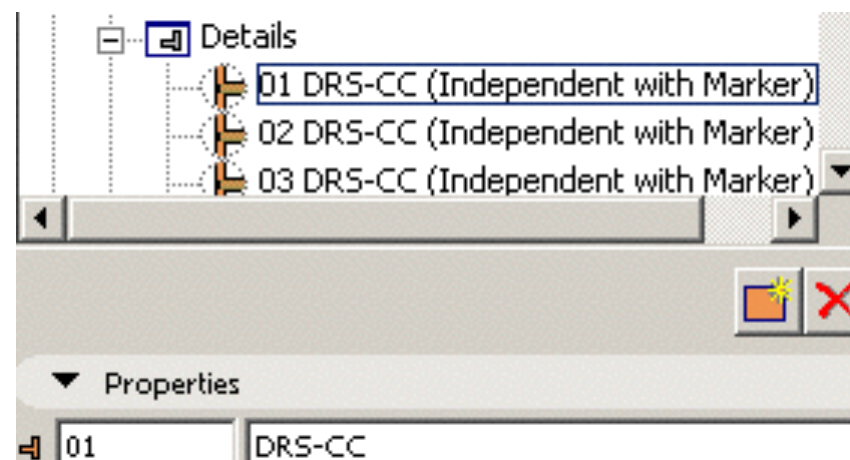 Details
01 DRS-CC (Independent with Marker)
02 DRS-CC (Independent with Marker)
03 DRS-CC (Independent with Marker)
Properties
01 DRS-CC